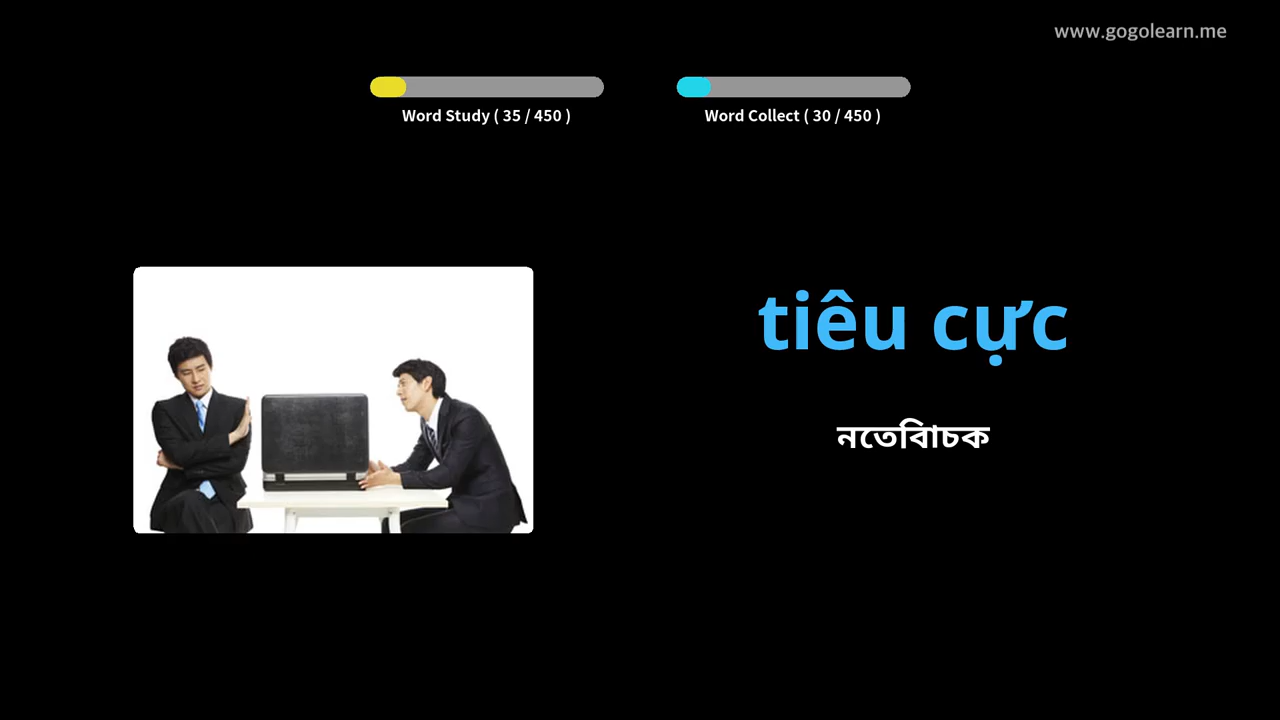 www.gogolearn.me
Word Study ( 35 / 450 )
Word Collect ( 30 / 450 )
tiêu cực
নতেবিাচক